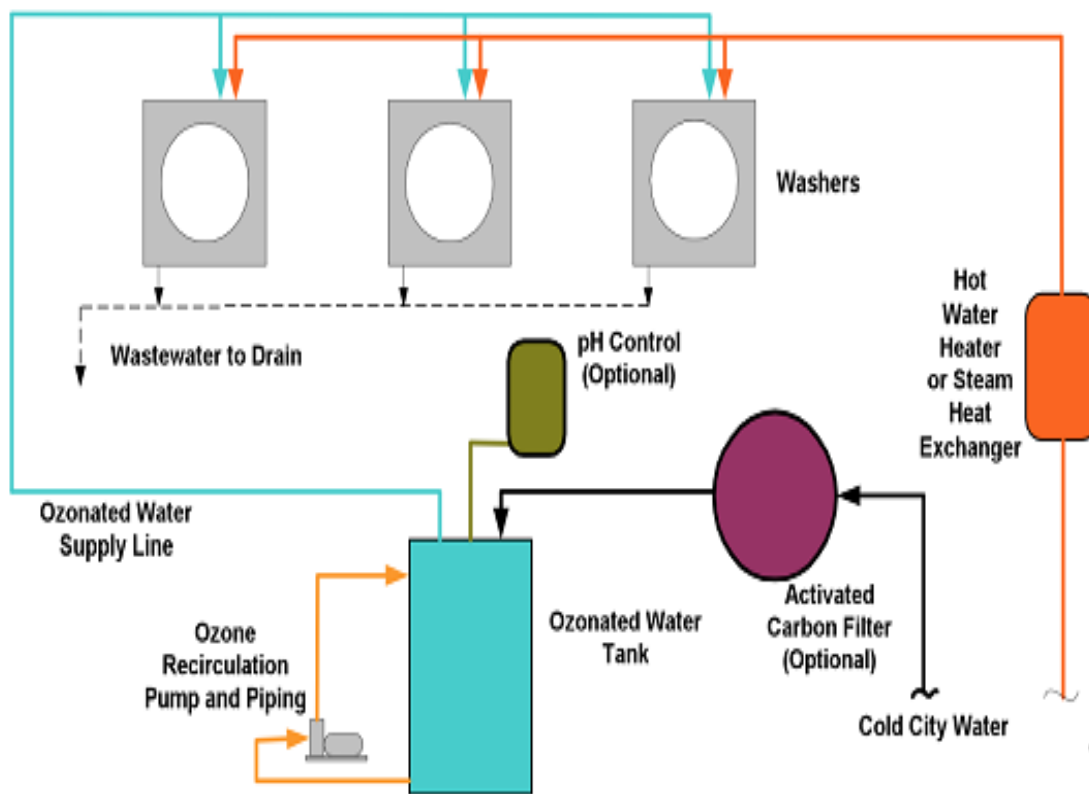 Washers
Hot
Water
Heater
or Steam
Heat
Exchanger
pH Control
(Optional)
Wastewater to Drain
Ozonated Water
Supply Line
Activated
Carbon Filter
(Optional)
Ozonated Water
Tank
Ozone
Recirculation
Pump and Piping
Cold City Water